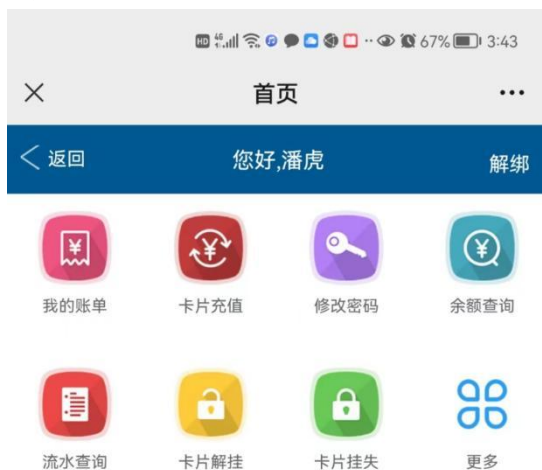 HD 46 67% 3:43
首页
返回 您好,潘虎 解绑
我的账单 卡片充值 修改密码 余额查询
流水查询 卡片解挂 卡片挂失 更多